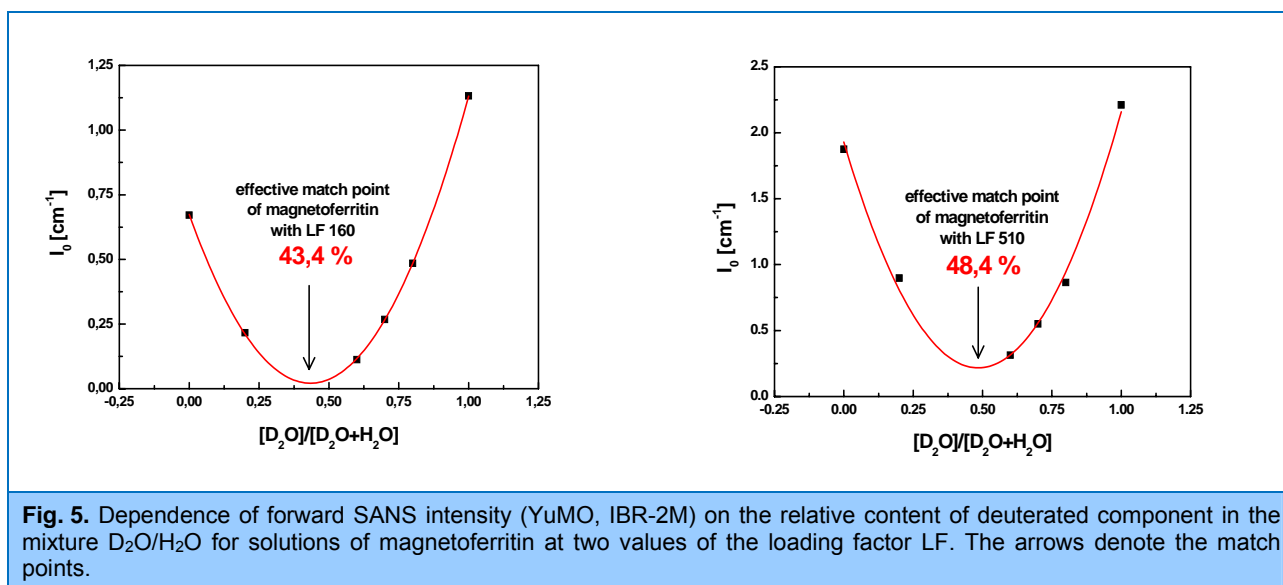 1,25
1,00
0,75
0,50
0,25
0,00
I₀ [cm⁻¹]
effective match point
of magnetoferritin
with LF 160
43,4 %
-0,25 0,00 0,25 0,50 0,75 1,00 1,25
[D₂O]/[D₂O+H₂O]
2.5
2.0
1.5
1.0
0.5
0.0
I₀ [cm⁻¹]
effective match point
of magnetoferritin
with LF 510
48,4 %
-0.25 0.00 0.25 0.50 0.75 1.00 1.25
[D₂O]/[D₂O+H₂O]
Fig. 5. Dependence of forward SANS intensity (YuMO, IBR-2M) on the relative content of deuterated component in the
mixture D₂O/H₂O for solutions of magnetoferritin at two values of the loading factor LF. The arrows denote the match
points.